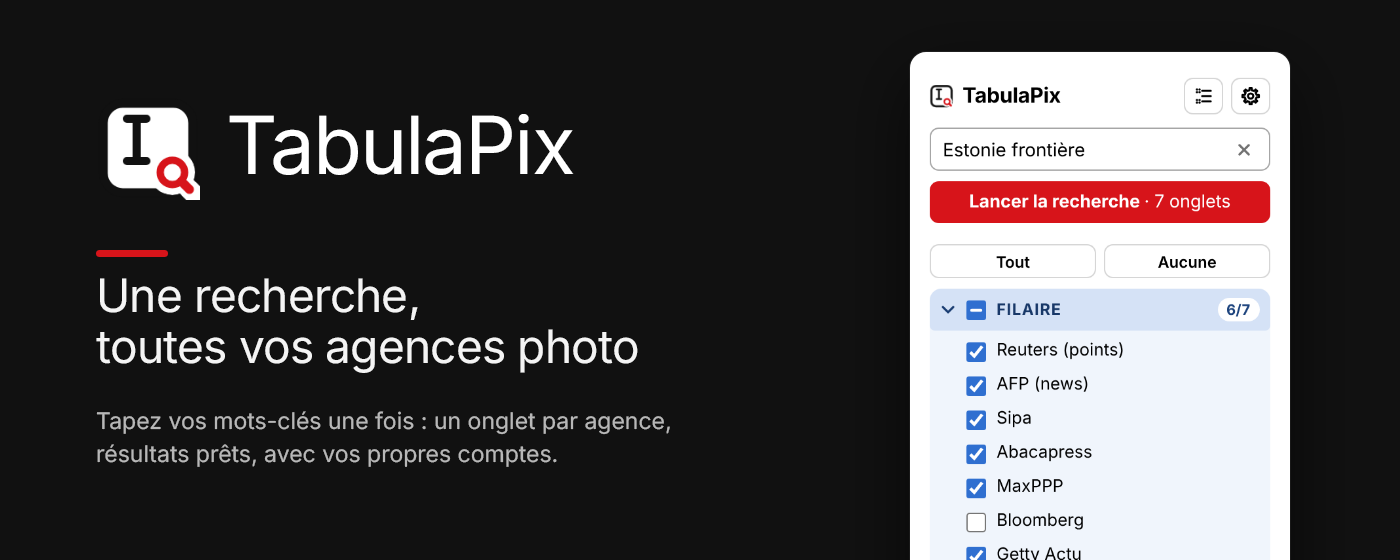 TabulaPix
Une recherche,
toutes vos agences photo
Tapez vos mots-clés une fois : un onglet par agence,
résultats prêts, avec vos propres comptes.
TabulaPix
Estonie frontière
Lancer la recherche · 7 onglets
Tout
Aucune
FILAIRE
6/7
Reuters (points)
AFP (news)
Sipa
Abacapress
MaxPPP
Bloomberg
Getty Actu